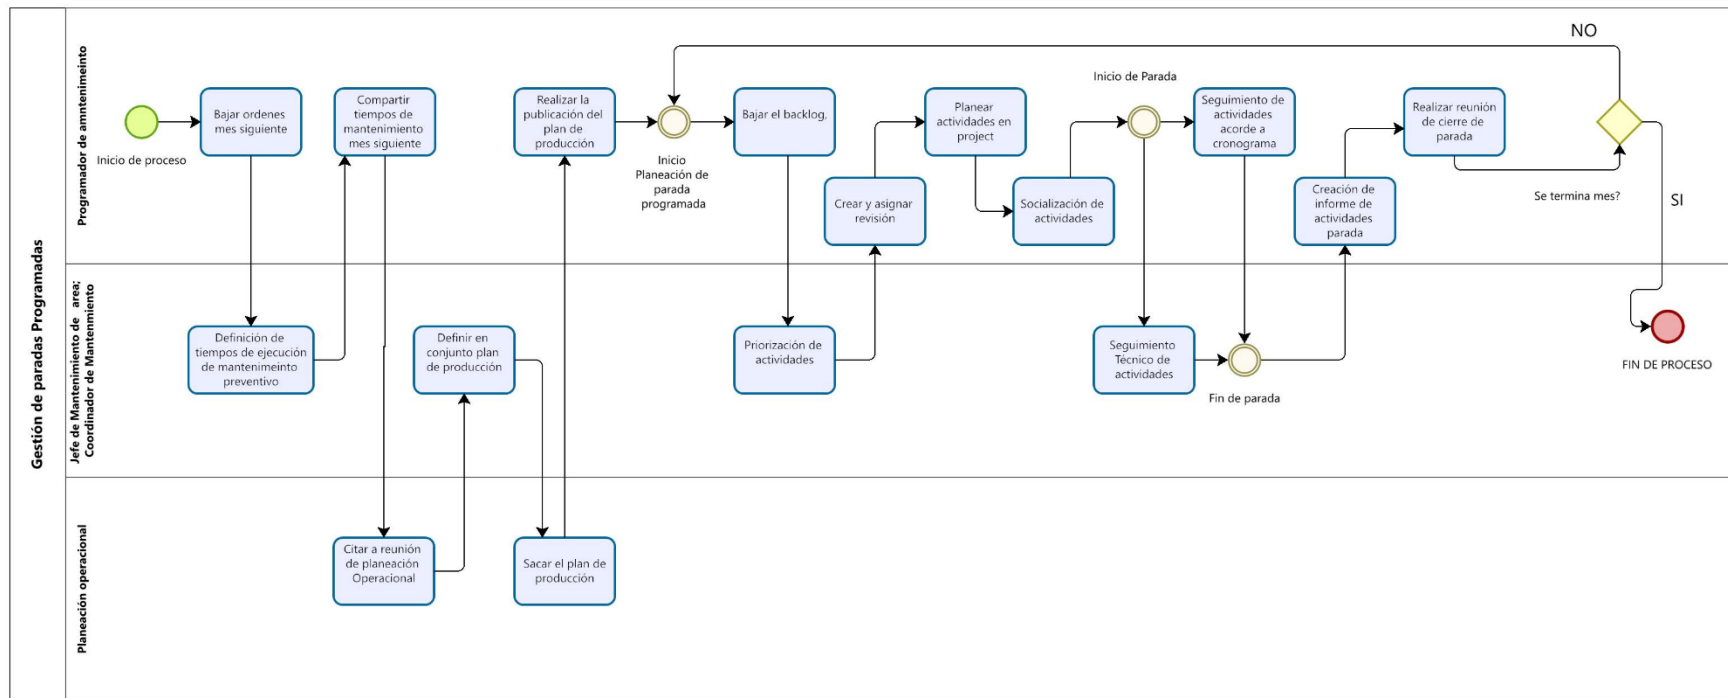 Gestión de paradas Programadas
Programador de amntenimeinto
Inicio de proceso
Bajar ordenes
mes siguiente
Compartir
tiempos de
mantenimiento
mes siguiente
Realizar la
publicación del
plan de
producción
Inicio
Planeación de
parada
programada
Bajar el backlog,
Crear y asignar
revisión
Planear
actividades en
project
Socialización de
actividades
Inicio de Parada
Seguimiento de
actividades
acorde a
cronograma
Creación de
informe de
actividades
parada
Realizar reunión
de cierre de
parada
NO
Se termina mes?
SI
Jefe de Mantenimiento de area;
Coordinador de Mantenmiento
Definición de
tiempos de ejecución
de mantenimeinto
preventivo
Definir en
conjunto plan
de producción
Priorización de
actividades
Seguimiento
Técnico de
actividades
Fin de parada
FIN DE PROCESO
Planeación operacional
Citar a reunión
de planeación
Operacional
Sacar el plan de
producción